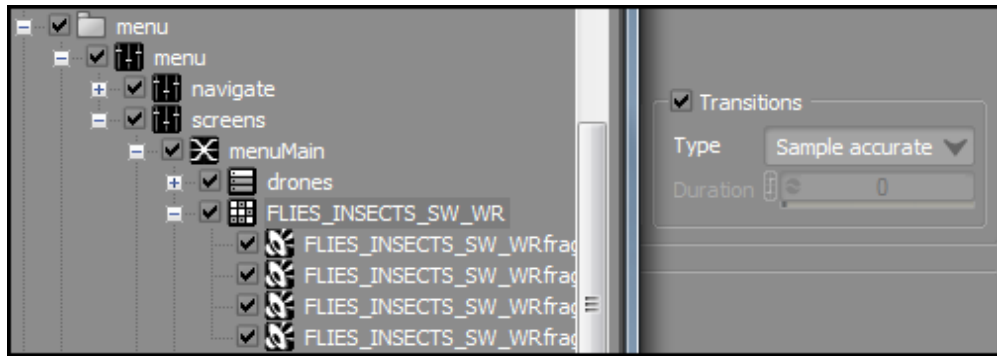 menu
menu
navigate
screens
menuMain
drones
FLIES_INSECTS_SW_WR
FLIES_INSECTS_SW_WRfrag
FLIES_INSECTS_SW_WRfrag
FLIES_INSECTS_SW_WRfrag
FLIES_INSECTS_SW_WRfrag
Transitions
Type Sample accurate
Duration 0